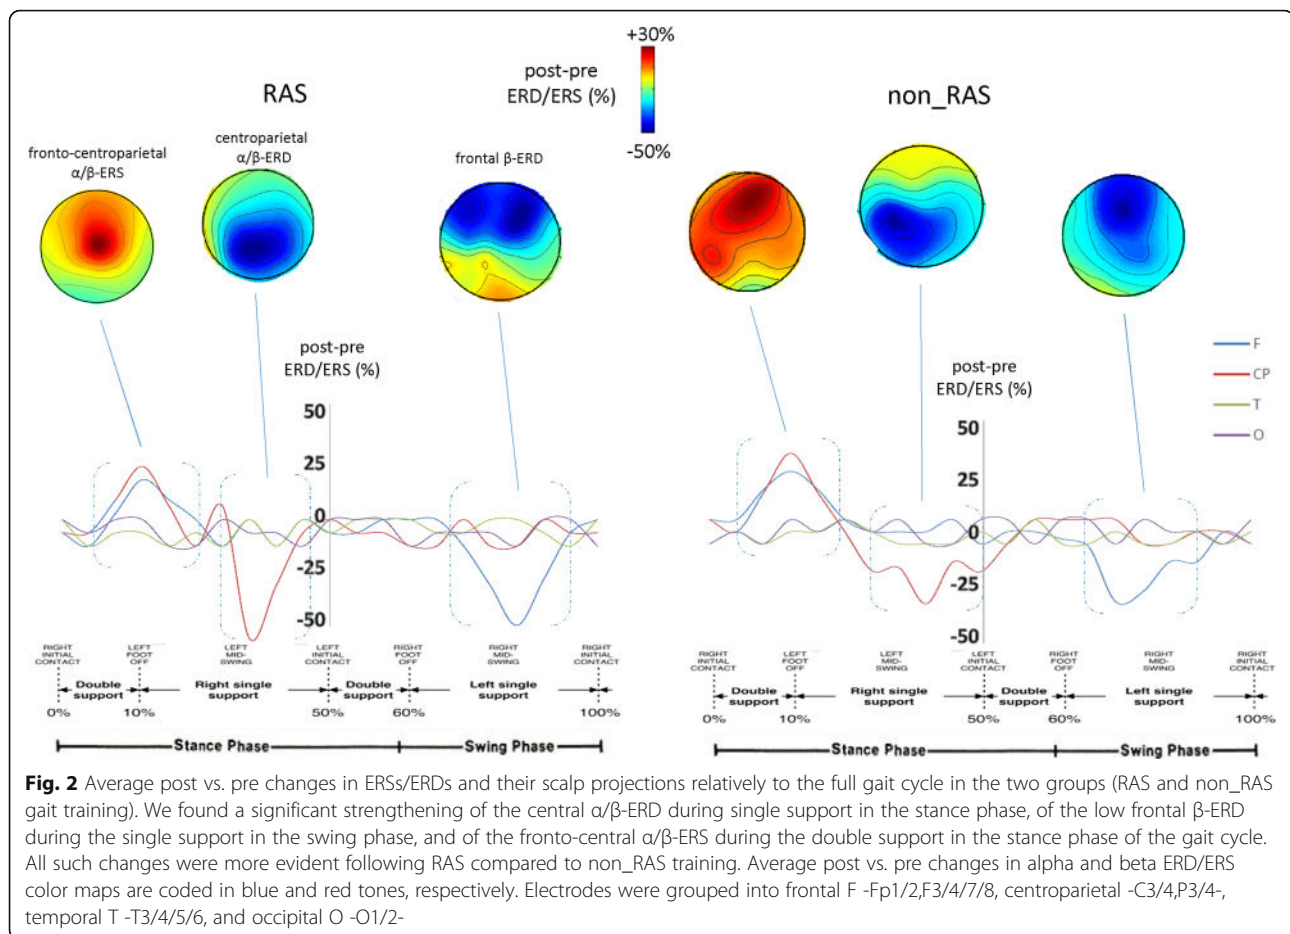 +30%
post-pre
ERD/ERS (%)
-50%
RAS
non_RAS
fronto-centroparietal
α/β-ERS
centroparietal
α/β-ERD
frontal β-ERD
post-pre
ERD/ERS (%)
50
25
0
-25
-50
post-pre
ERD/ERS (%)
50
25
0
-25
-50
F
CP
T
O
RIGHT INITIAL CONTACT
LEFT FOOT OFF
LEFT MID-SWING
LEFT INITIAL CONTACT
RIGHT FOOT OFF
RIGHT MID-SWING
RIGHT INITIAL CONTACT
Double support
Right single support
Double support
Left single support
0%
10%
50%
60%
100%
Stance Phase
Swing Phase
RIGHT INITIAL CONTACT
LEFT FOOT OFF
LEFT MID-SWING
LEFT INITIAL CONTACT
RIGHT FOOT OFF
RIGHT MID-SWING
RIGHT INITIAL CONTACT
Double support
Right single support
Double support
Left single support
0%
10%
50%
60%
100%
Stance Phase
Swing Phase
Fig. 2 Average post vs. pre changes in ERSs/ERDs and their scalp projections relatively to the full gait cycle in the two groups (RAS and non_RAS
gait training). We found a significant strengthening of the central α/β-ERD during single support in the stance phase, of the low frontal β-ERD
during the single support in the swing phase, and of the fronto-central α/β-ERS during the double support in the stance phase of the gait cycle.
All such changes were more evident following RAS compared to non_RAS training. Average post vs. pre changes in alpha and beta ERD/ERS
color maps are coded in blue and red tones, respectively. Electrodes were grouped into frontal F -Fp1/2,F3/4/7/8, centroparietal -C3/4,P3/4-,
temporal T -T3/4/5/6, and occipital O -O1/2-